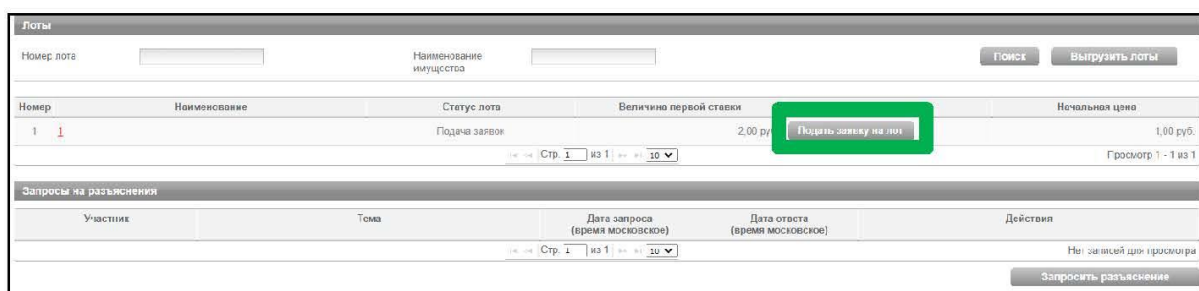 Лоты
Номер лота
Наименование
имущества
Поиск
Выгрузить лоты
Номер Наименование Статус лота Величина первой ставки Начальная цена
1 1 Подача заявок 2,00 ру Подать заявку на лот 1,00 руб.
Стр. 1 из 1 10 Просмотр 1 - 1 из 1
Запросы на разъяснения
Участник Тема Дата запроса
(время московское) Дата ответа
(время московское) Действия
Стр. 1 из 1 10 Нет записей для просмотра
Запросить разъяснение